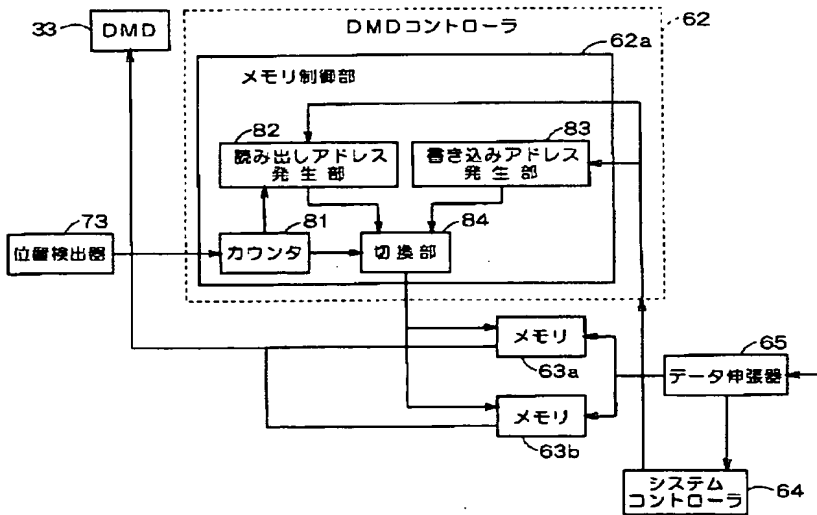 33
DMD
DMDコントローラ
62
62a
メモリ制御部
82
83
読み出しアドレス
発生部
書き込みアドレス
発生部
73
81
84
位置検出器
カウンタ
切換部
メモリ
63a
65
データ伸張器
メモリ
63b
システム
コントローラ
64